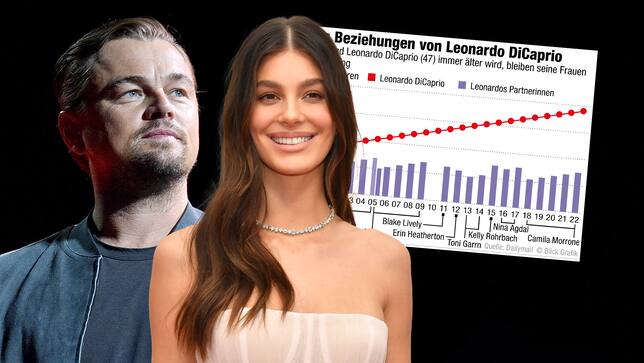 Beziehungen von Leonardo DiCaprio
Leonardo DiCaprio (47) immer älter wird, bleiben seine Frauen
Leonardo DiCaprio Leonardos Partnerinnen
03 04 05 06 07 08 09 10 11 12 13 14 15 16 17 18 19 20 21 22
Blake Lively
Erin Heatherton
Toni Garrn
Kelly Rohrbach
Nina Agdal
Camila Morrone
Quelle: Dailymail © Blick Grafik